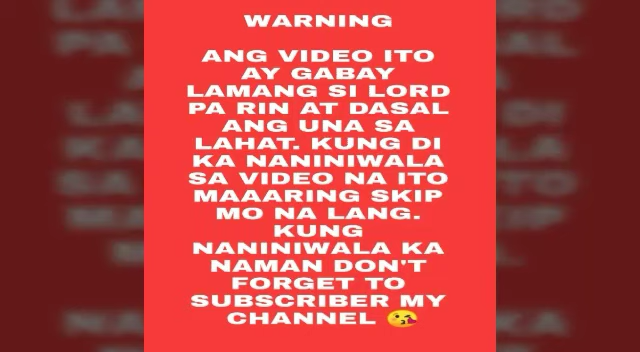 WARNING
ANG VIDEO ITO
AY GABAY
LAMANG SI LORD
PA RIN AT DASAL
ANG UNA SA
LAHAT. KUNG DI
KA NANINIWALA
SA VIDEO NA ITO
MAAARING SKIP
MO NA LANG.
KUNG
NANINIWALA KA
NAMAN DON'T
FORGET TO
SUBSCRIBER MY
CHANNEL 😘